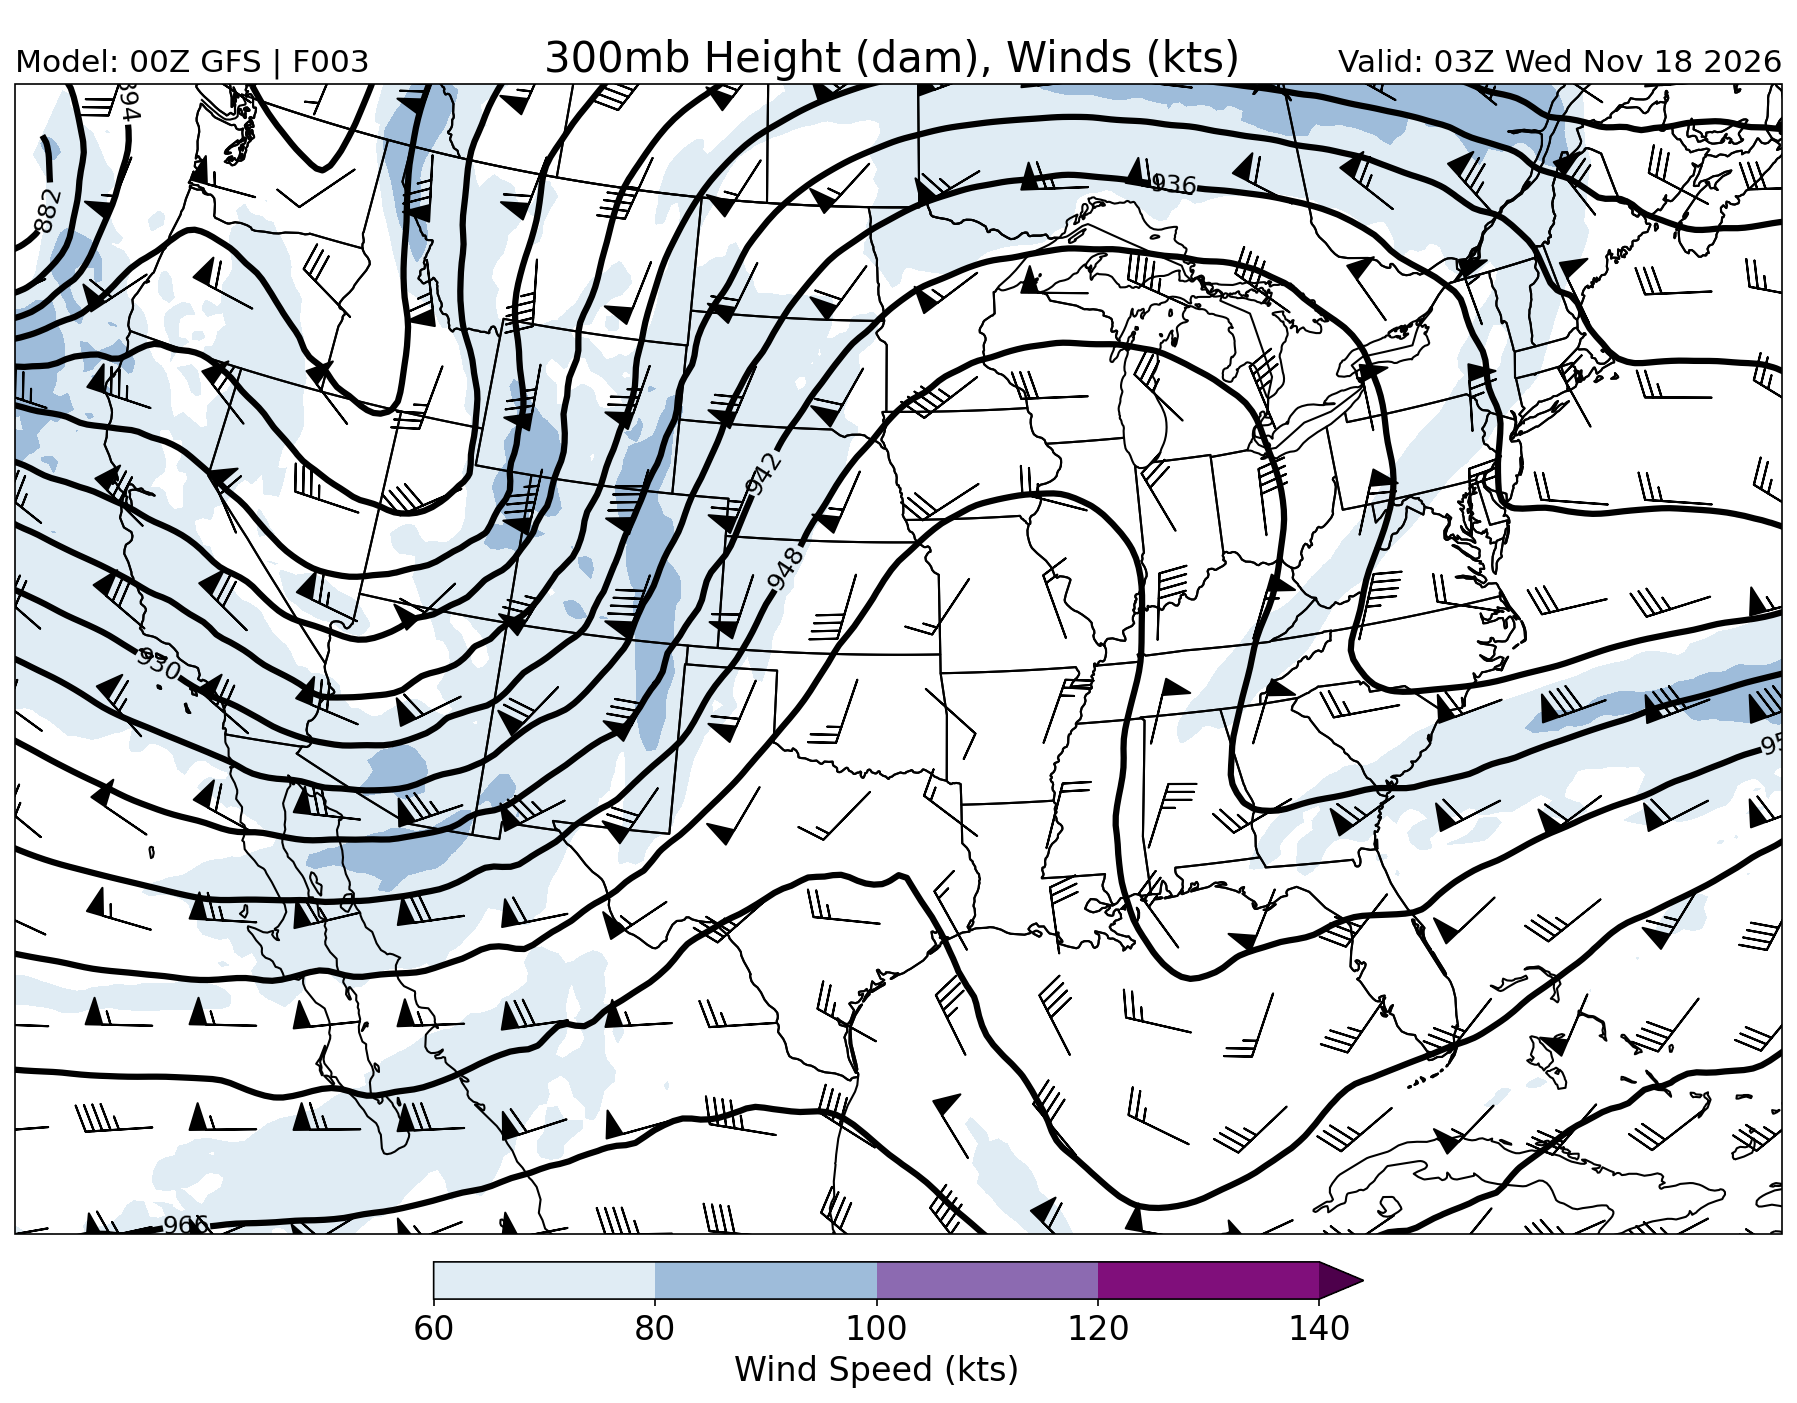 Model: 00Z GFS | F003
300mb Height (dam), Winds (kts)
Valid: 03Z Wed Nov 18 2026
894
882
936
942
948
930
966
60 80 100 120 140
Wind Speed (kts)